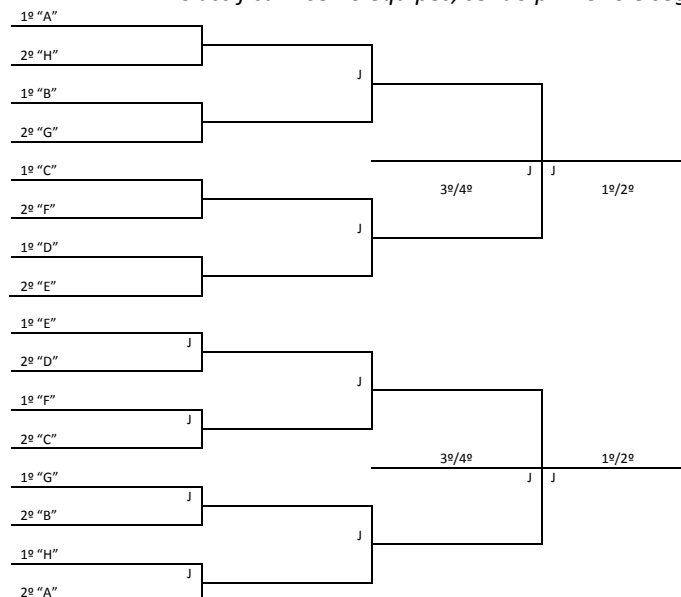 1º “A”
2º “H”
J
1º “B”
2º “G”
1º “C”
J J
3º/4º 1º/2º
2º “F”
J
1º “D”
2º “E”
1º “E”
J
2º “D”
J
1º “F”
J
2º “C”
3º/4º 1º/2º
1º “G”
J J
J
2º “B”
J
1º “H”
J
2º “A”